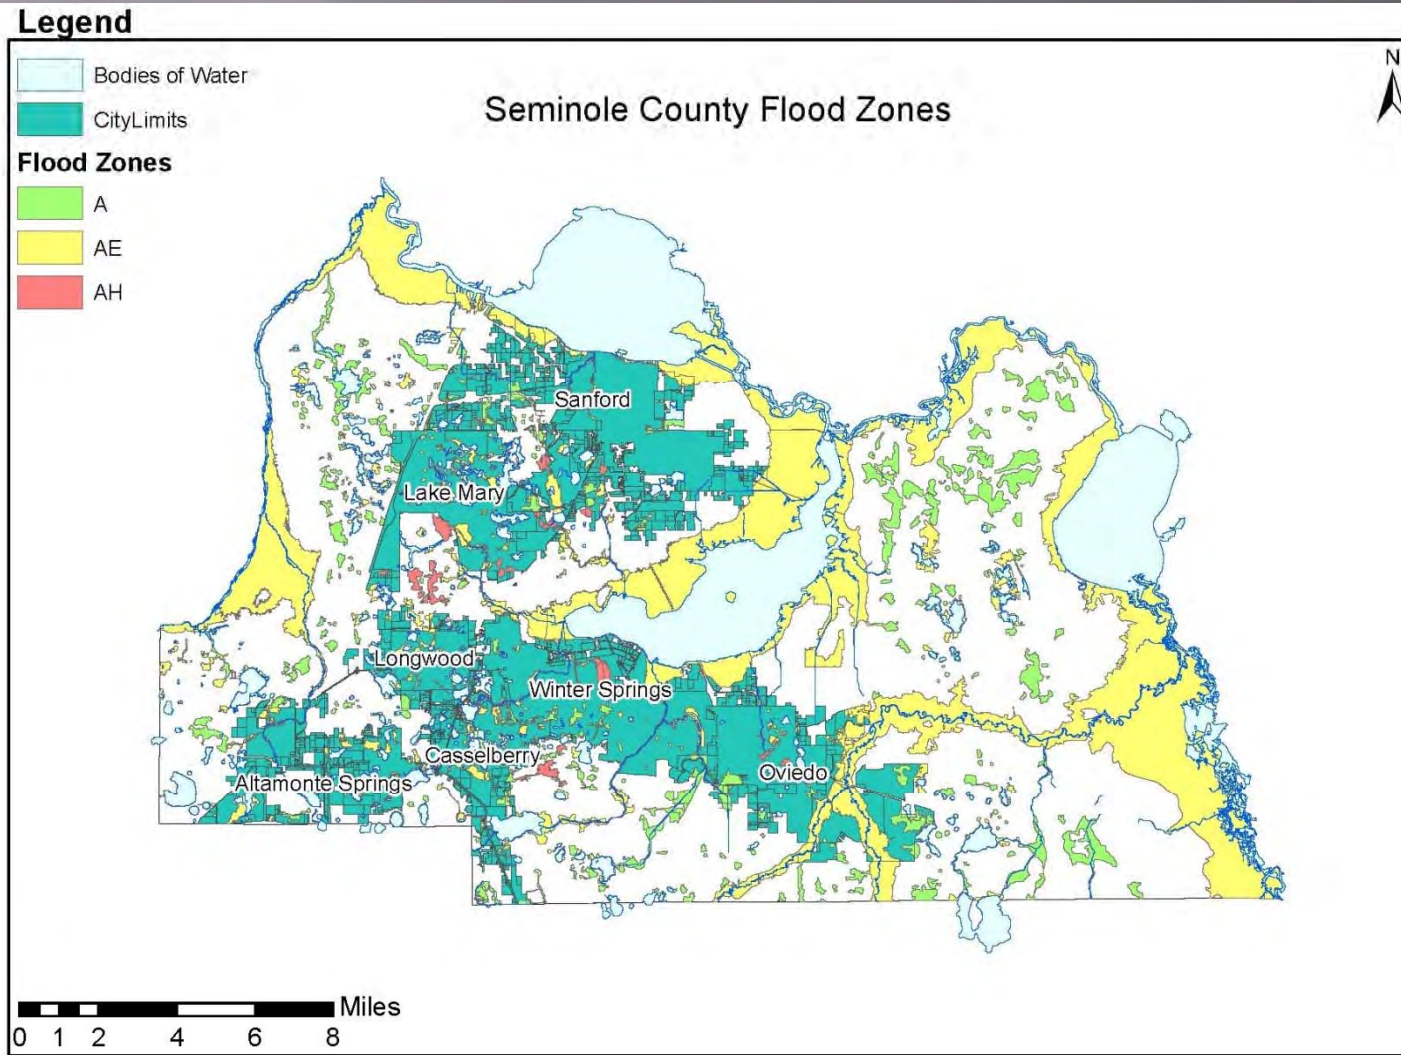 Legend
Bodies of Water
CityLimits
Flood Zones
A
AE
AH
Seminole County Flood Zones
N
Sanford
Lake Mary
Longwood
Winter Springs
Casselberry
Altamonte Springs
Oviedo
Miles
0 1 2 4 6 8